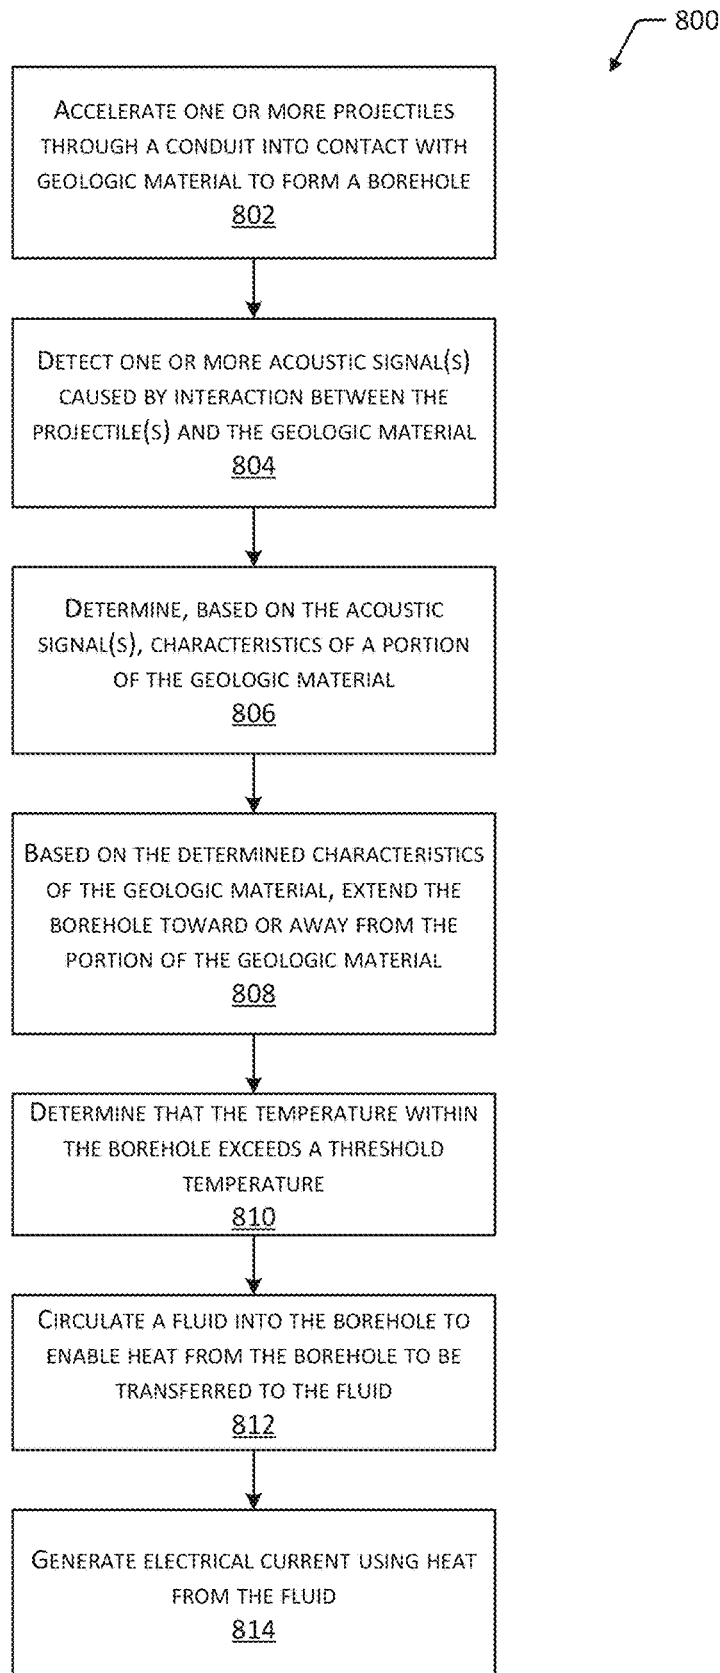 800
ACCELERATE ONE OR MORE PROJECTILES
THROUGH A CONDUIT INTO CONTACT WITH
GEOLOGIC MATERIAL TO FORM A BOREHOLE
802
DETECT ONE OR MORE ACOUSTIC SIGNAL(S)
CAUSED BY INTERACTION BETWEEN THE
PROJECTILE(S) AND THE GEOLOGIC MATERIAL
804
DETERMINE, BASED ON THE ACOUSTIC
SIGNAL(S), CHARACTERISTICS OF A PORTION
OF THE GEOLOGIC MATERIAL
806
BASED ON THE DETERMINED CHARACTERISTICS
OF THE GEOLOGIC MATERIAL, EXTEND THE
BOREHOLE TOWARD OR AWAY FROM THE
PORTION OF THE GEOLOGIC MATERIAL
808
DETERMINE THAT THE TEMPERATURE WITHIN
THE BOREHOLE EXCEEDS A THRESHOLD
TEMPERATURE
810
CIRCULATE A FLUID INTO THE BOREHOLE TO
ENABLE HEAT FROM THE BOREHOLE TO BE
TRANSFERRED TO THE FLUID
812
GENERATE ELECTRICAL CURRENT USING HEAT
FROM THE FLUID
814